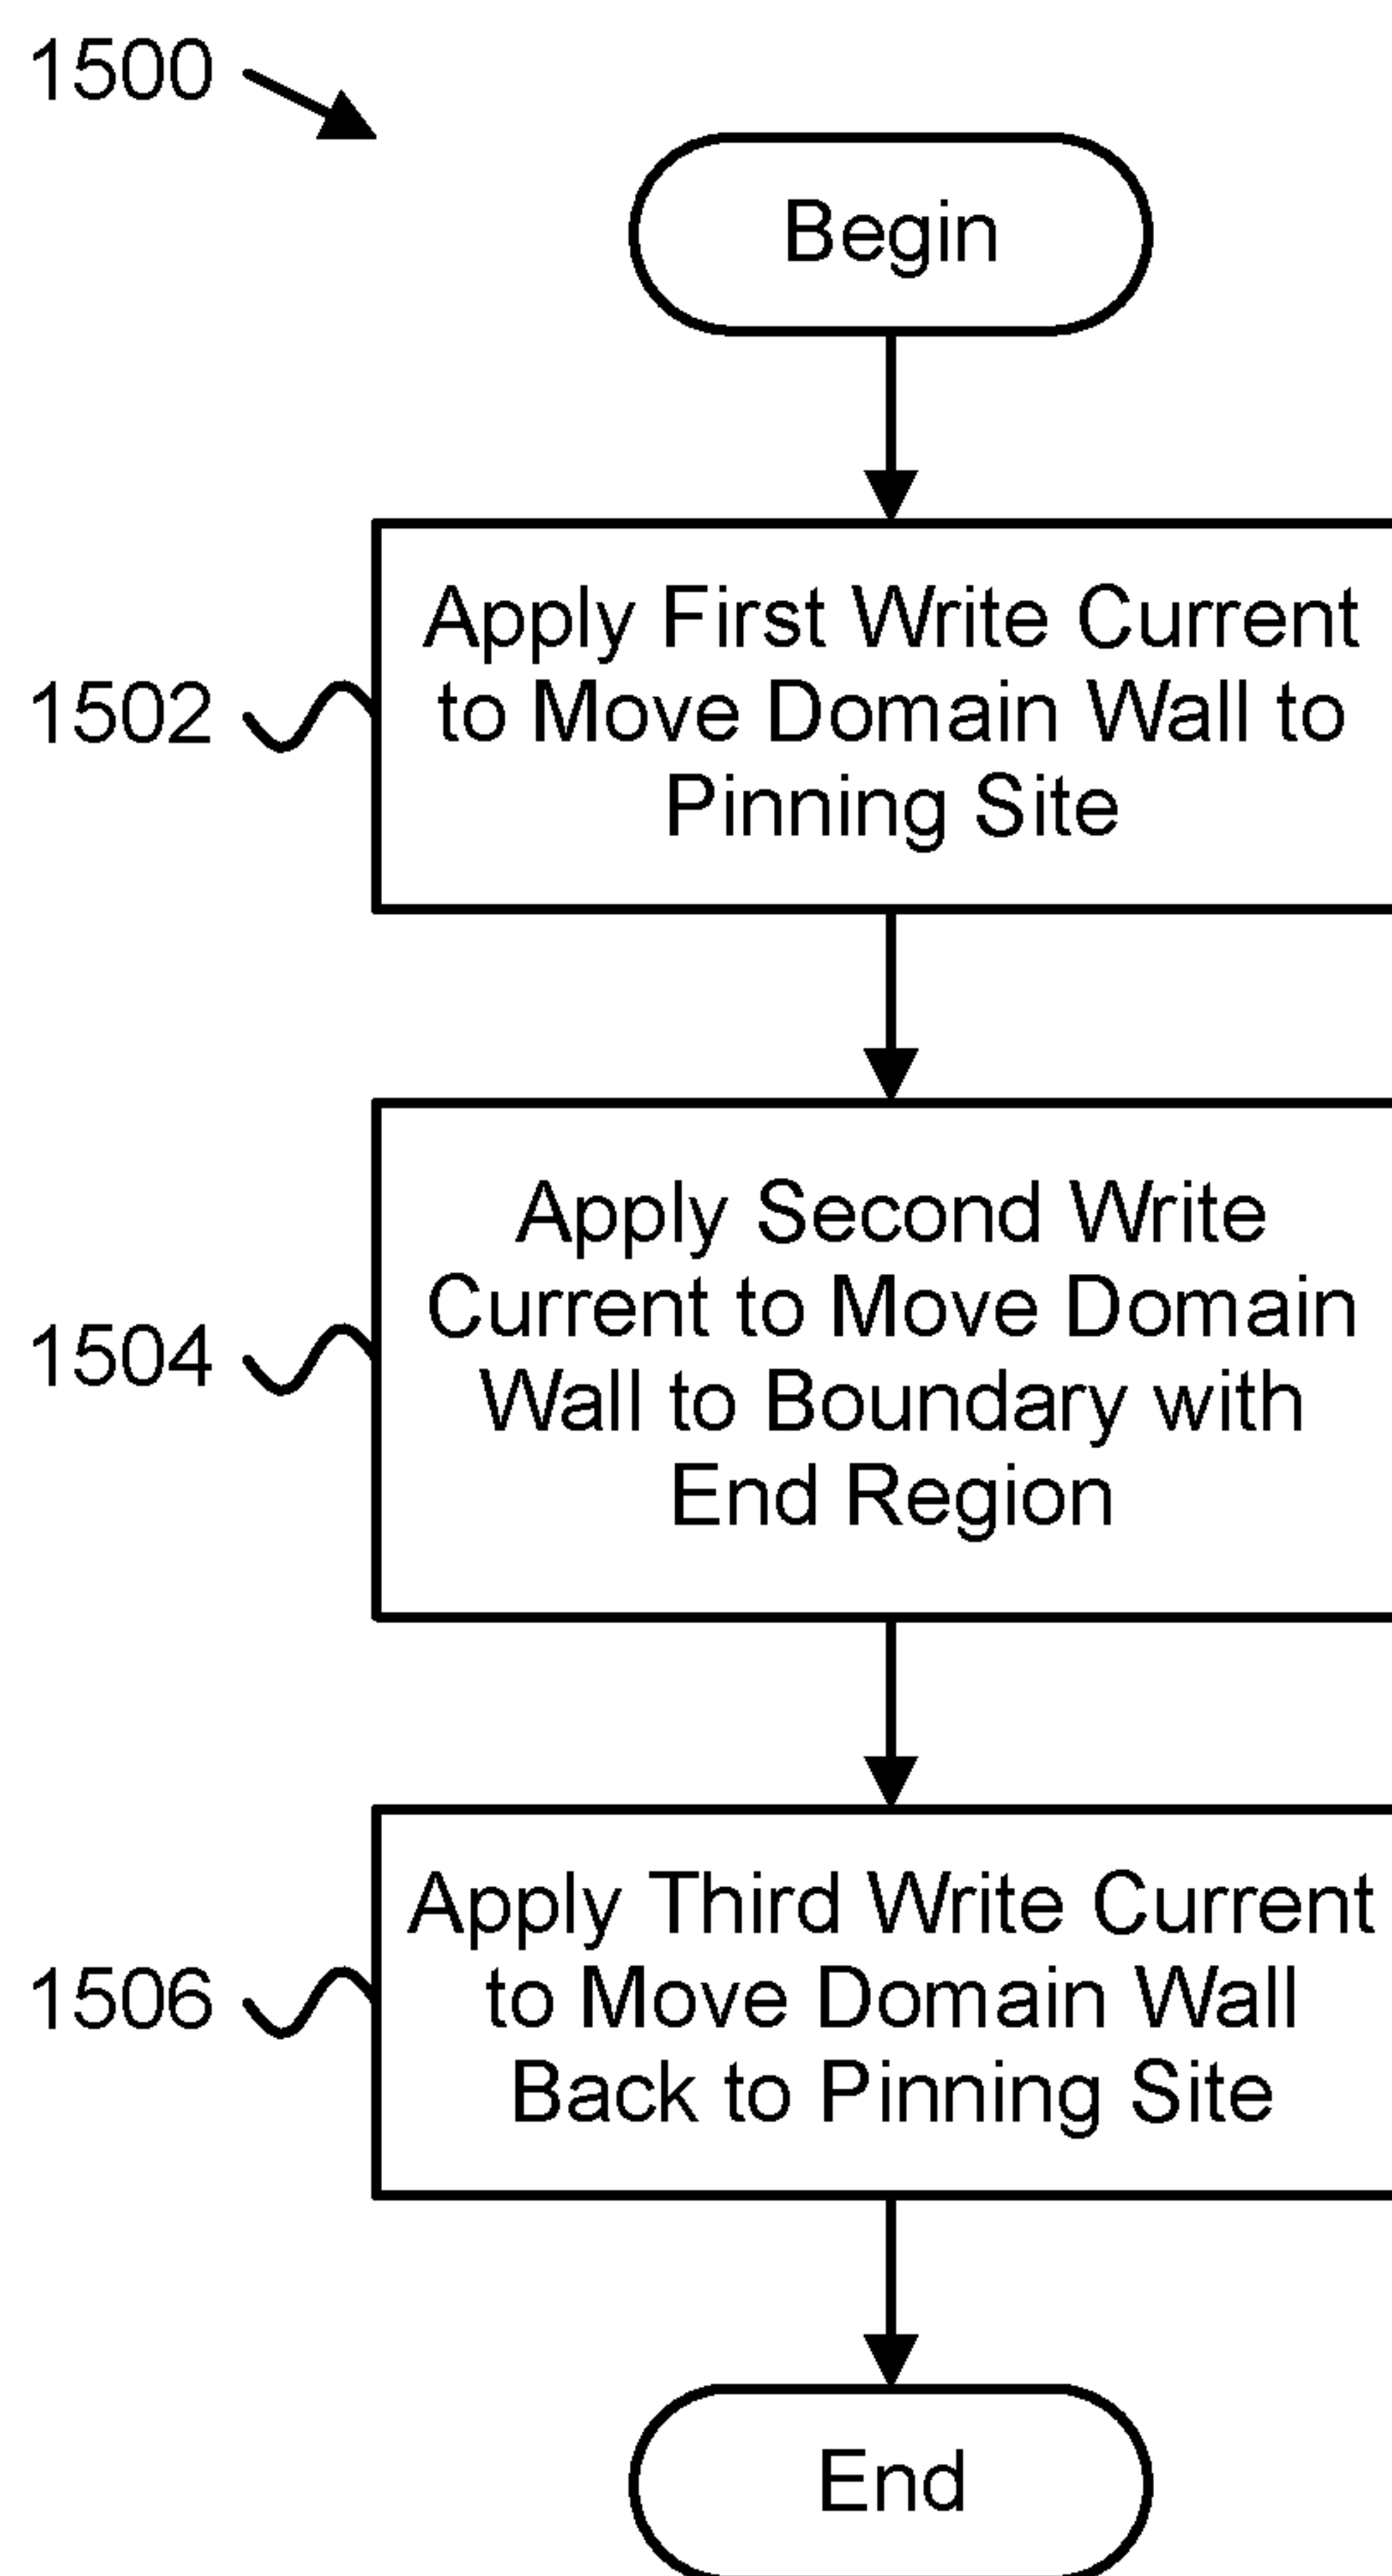 1500
Begin
1502
Apply First Write Current
to Move Domain Wall to
Pinning Site
1504
Apply Second Write
Current to Move Domain
Wall to Boundary with
End Region
1506
Apply Third Write Current
to Move Domain Wall
Back to Pinning Site
End